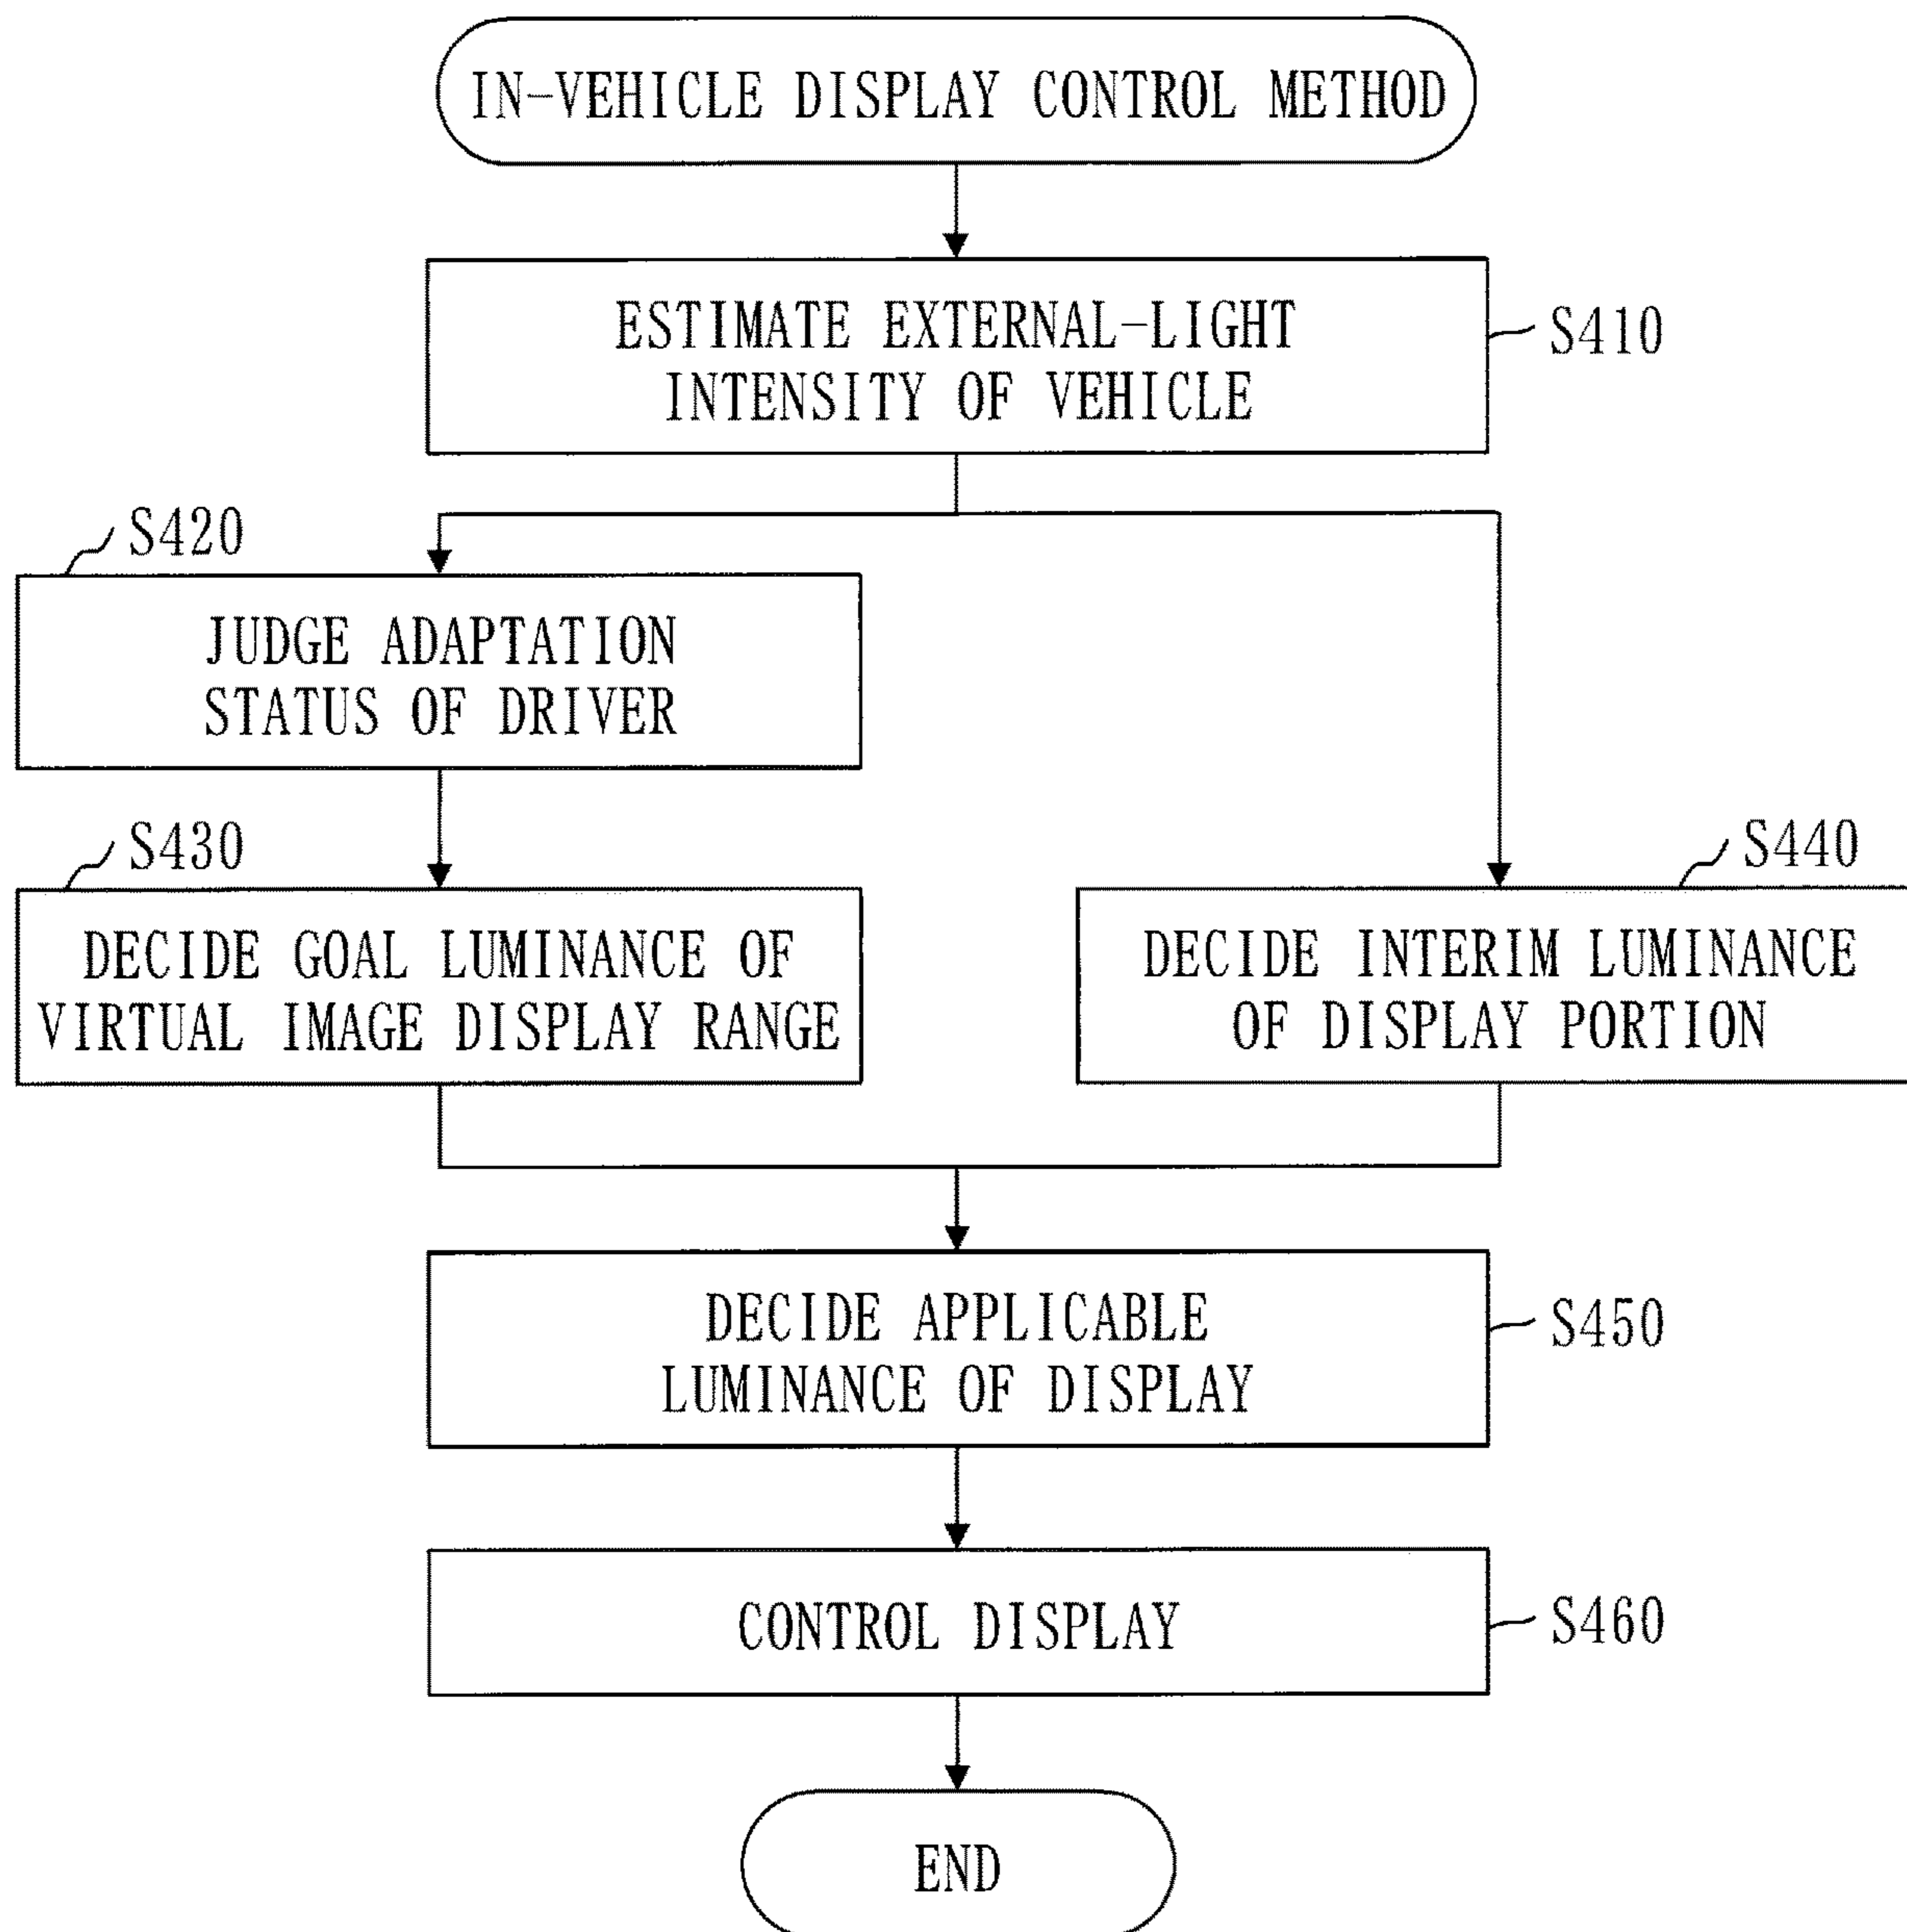 IN-VEHICLE DISPLAY CONTROL METHOD
ESTIMATE EXTERNAL-LIGHT
INTENSITY OF VEHICLE
S410
S420
JUDGE ADAPTATION
STATUS OF DRIVER
S430
DECIDE GOAL LUMINANCE OF
VIRTUAL IMAGE DISPLAY RANGE
S440
DECIDE INTERIM LUMINANCE
OF DISPLAY PORTION
DECIDE APPLICABLE
LUMINANCE OF DISPLAY
S450
CONTROL DISPLAY
S460
END